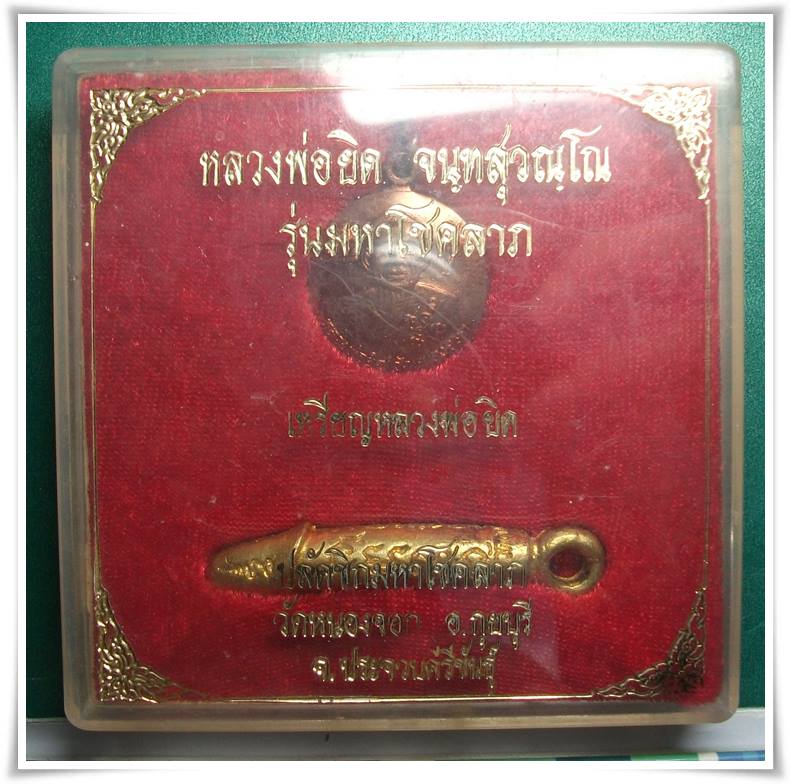 หลวงพ่อยิด จนฺทสุวณฺโณ
รุ่นมหาโชคลาภ
เหรียญหลวงพ่อยิด
ปลัดขิกมหาโชคลาภ
วัดหนองจอก อ.กุยบุรี
จ.ประจวบคีรีขันธุ์